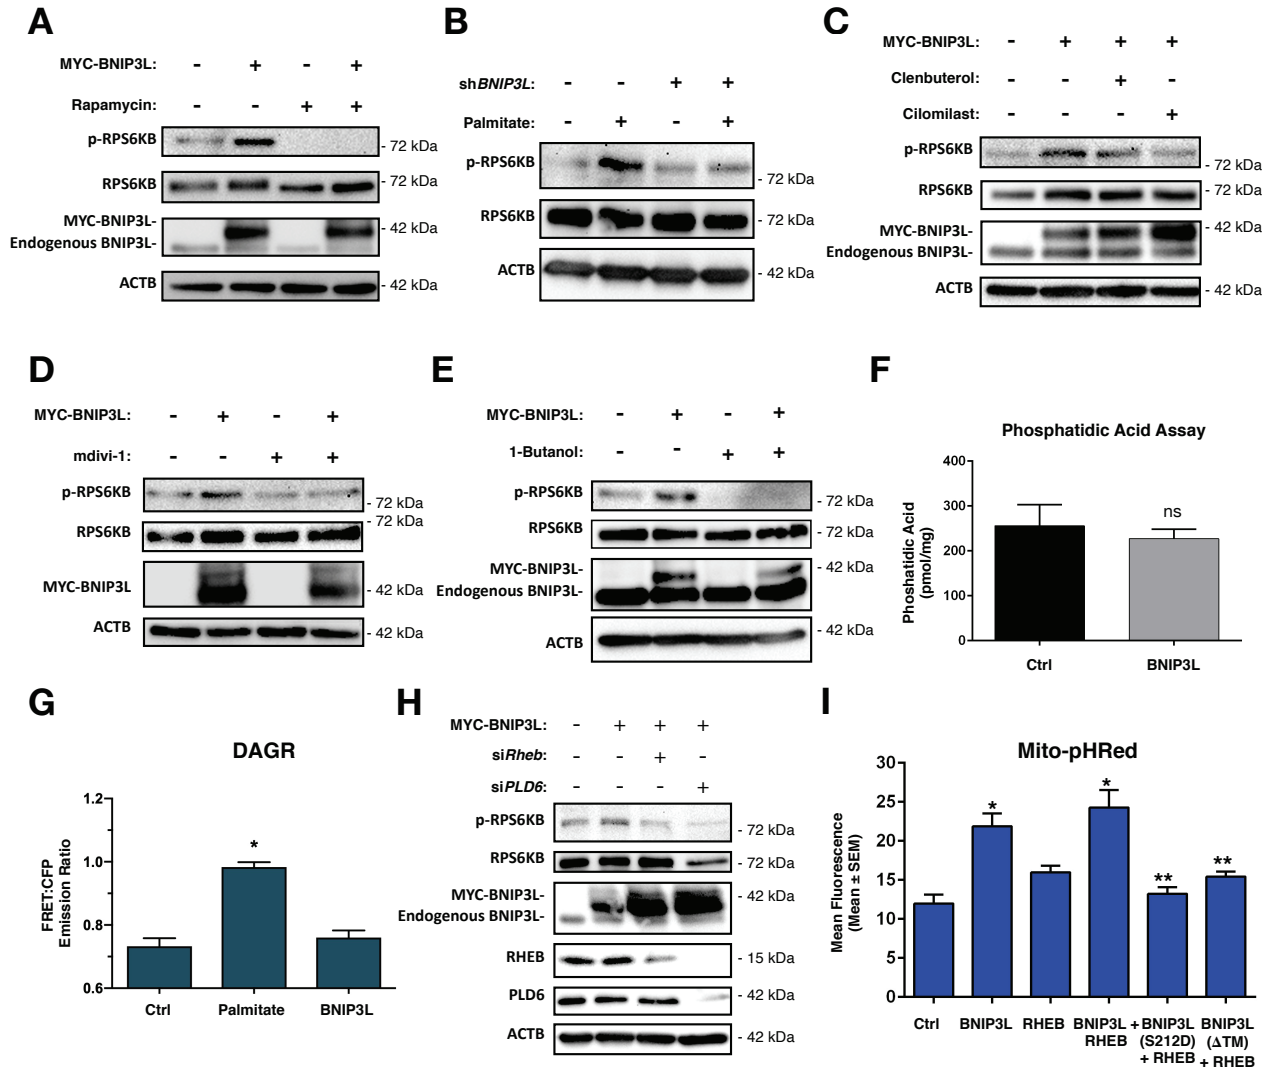 A
MYC-BNIP3L: - + - +
Rapamycin: - - + +
p-RPS6KB
- 72 kDa
RPS6KB
- 72 kDa
MYC-BNIP3L-
- 42 kDa
Endogenous BNIP3L-
ACTB
- 42 kDa
B
shBNIP3L: - - + +
Palmitate: - + - +
p-RPS6KB
- 72 kDa
RPS6KB
- 72 kDa
ACTB
- 42 kDa
C
MYC-BNIP3L: - + + +
Clenbuterol: - - + -
Cilomilast: - - - +
p-RPS6KB
- 72 kDa
RPS6KB
- 72 kDa
MYC-BNIP3L-
- 42 kDa
Endogenous BNIP3L-
ACTB
- 42 kDa
D
MYC-BNIP3L: - + - +
mdivi-1: - - + +
p-RPS6KB
- 72 kDa
- 72 kDa
RPS6KB
MYC-BNIP3L
- 42 kDa
ACTB
- 42 kDa
E
MYC-BNIP3L: - + - +
1-Butanol: - - + +
p-RPS6KB
- 72 kDa
RPS6KB
- 72 kDa
MYC-BNIP3L-
- 42 kDa
Endogenous BNIP3L-
- 42 kDa
ACTB
F
Phosphatidic Acid Assay
Phoshatidic Acid
(pmol/mg)
400
300
200
100
0
ns
Ctrl BNIP3L
G
DAGR
FRET:CFP
Emission Ratio
1.2
1.0
0.8
0.6
*
Ctrl Palmitate BNIP3L
H
MYC-BNIP3L: - + + +
siRheb: - - + -
siPLD6: - - - +
p-RPS6KB
- 72 kDa
RPS6KB
- 72 kDa
MYC-BNIP3L-
- 42 kDa
Endogenous BNIP3L-
RHEB
- 15 kDa
PLD6
- 42 kDa
ACTB
- 42 kDa
I
Mito-pHRed
Mean Fluorescence
(Mean ± SEM)
30
25
20
15
10
5
0
*
*
**
**
Ctrl BNIP3L RHEB BNIP3L + BNIP3L BNIP3L
RHEB (S212D) (ΔTM)
+ RHEB + RHEB